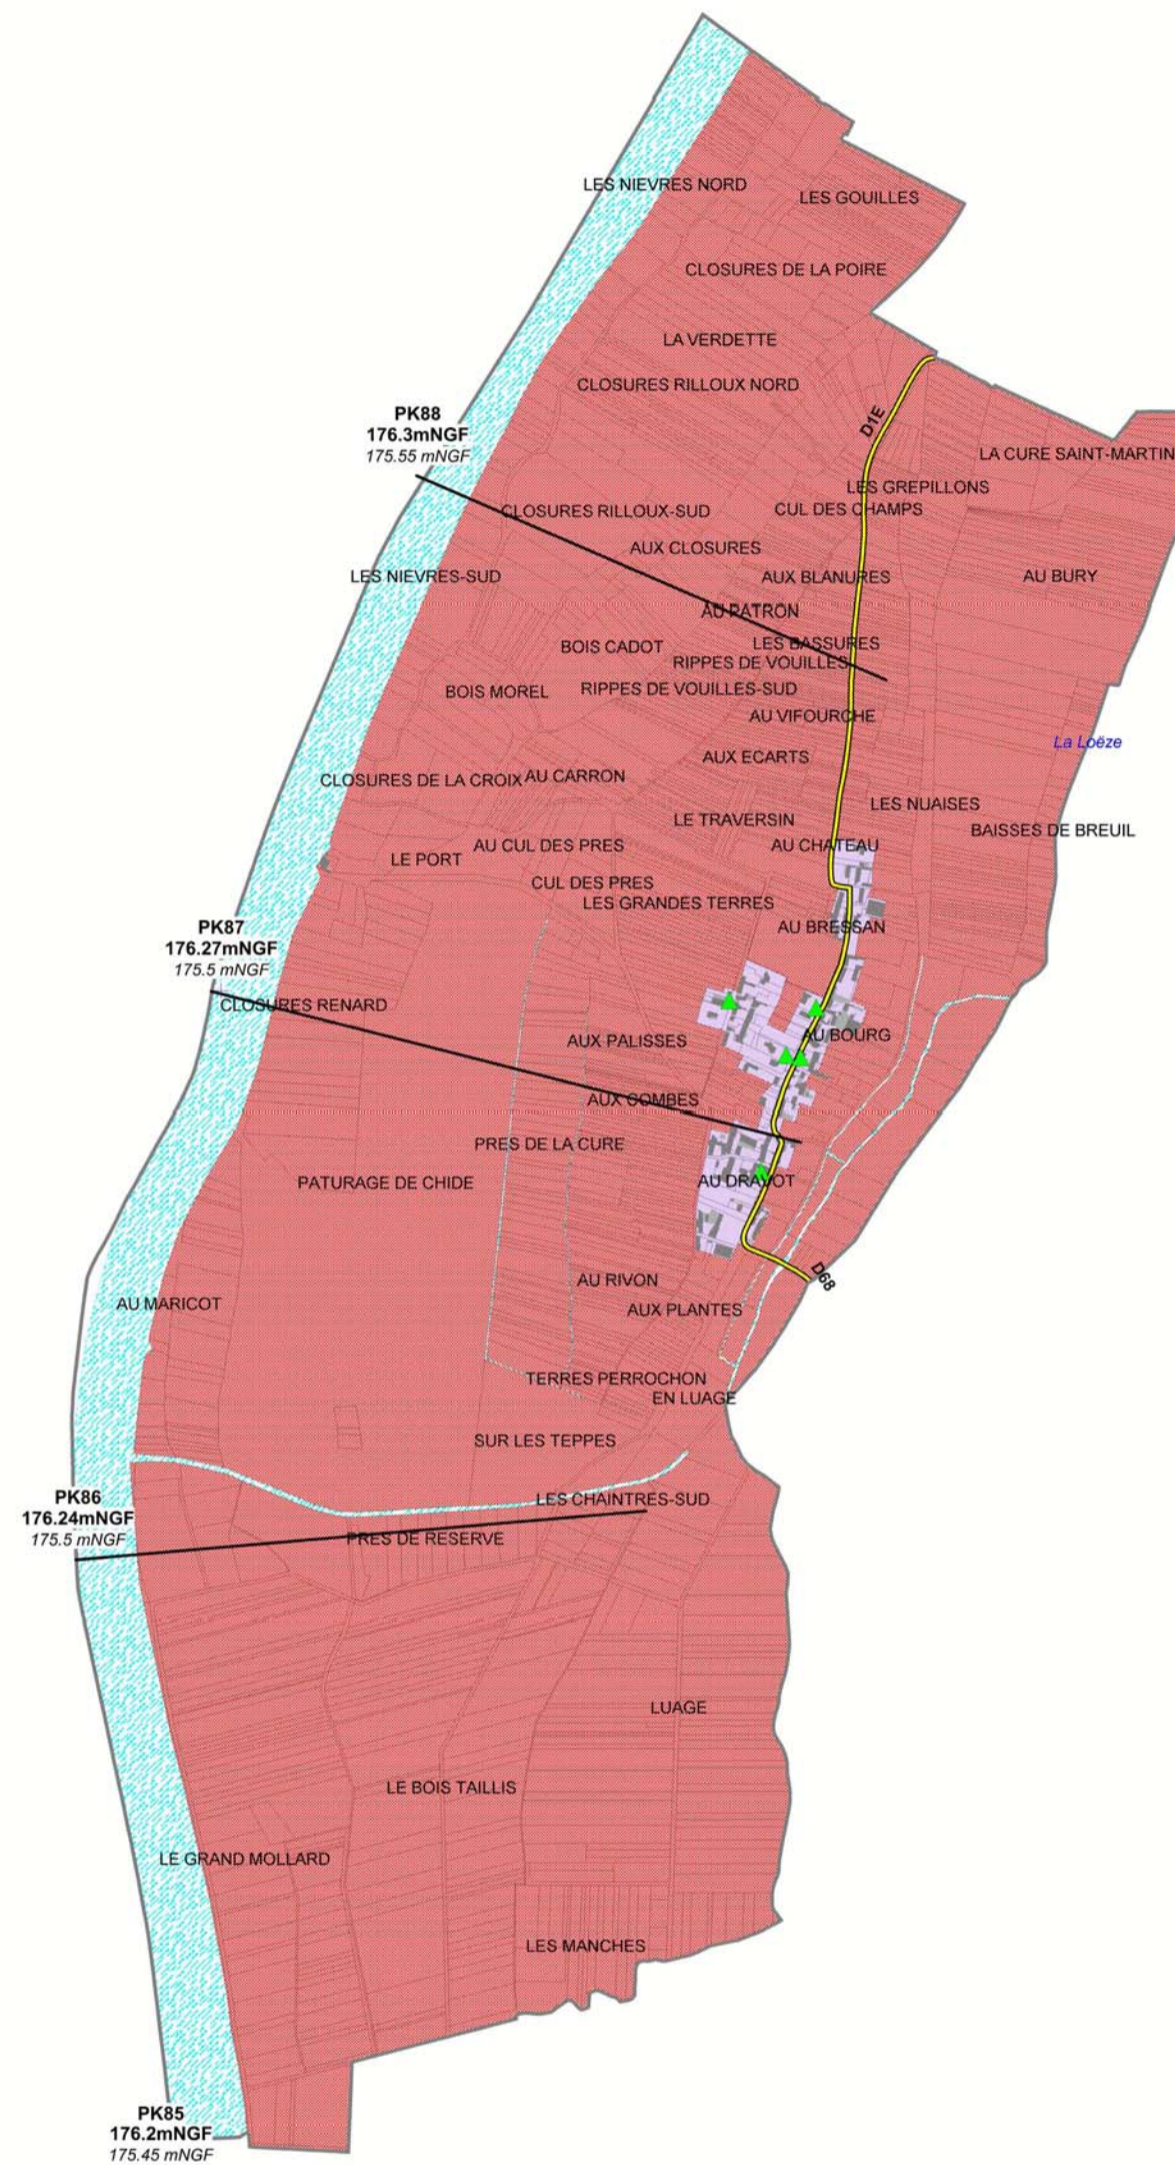 LES NIEVRES NORD
LES GOUILLES
CLOSURES DE LA POIRE
LA VERDETTE
CLOSURES RILLOUX NORD
PK88
176.3mNGF
175.55 mNGF
D1E
LA CURE SAINT-MARTIN
LES GREPILLONS
CLOSURES RILLOUX-SUD
CUL DES CHAMPS
AUX CLOSURES
LES NIEVRES-SUD
AUX BLANURES
AU BURY
AU PATRON
BOIS CADOT
LES BASSURES
RIPPES DE VOUILLES
BOIS MOREL
RIPPES DE VOUILLES-SUD
AU VIFOURCHE
La Loëze
AUX ECARTS
CLOSURES DE LA CROIX
AU CARRON
LES NUAISES
LE TRAVERSIN
BAISSES DE BREUIL
LE PORT
AU CUL DES PRES
AU CHATEAU
CUL DES PRES
LES GRANDES TERRES
PK87
176.27mNGF
175.5 mNGF
AU BRESSAN
CLOSURES RENARD
AUX PALISSES
AU BOURG
AUX COMBES
PRES DE LA CURE
PATURAGE DE CHIDE
AU DRAVOT
AU RIVON
D68
AU MARICOT
AUX PLANTES
TERRES PERROCHON
EN LUAGE
SUR LES TEPPES
PK86
176.24mNGF
175.5 mNGF
LES CHAINTRES-SUD
PRES DE RESERVE
LUAGE
LE BOIS TAILLIS
LE GRAND MOLLARD
LES MANCHES
PK85
176.2mNGF
175.45 mNGF